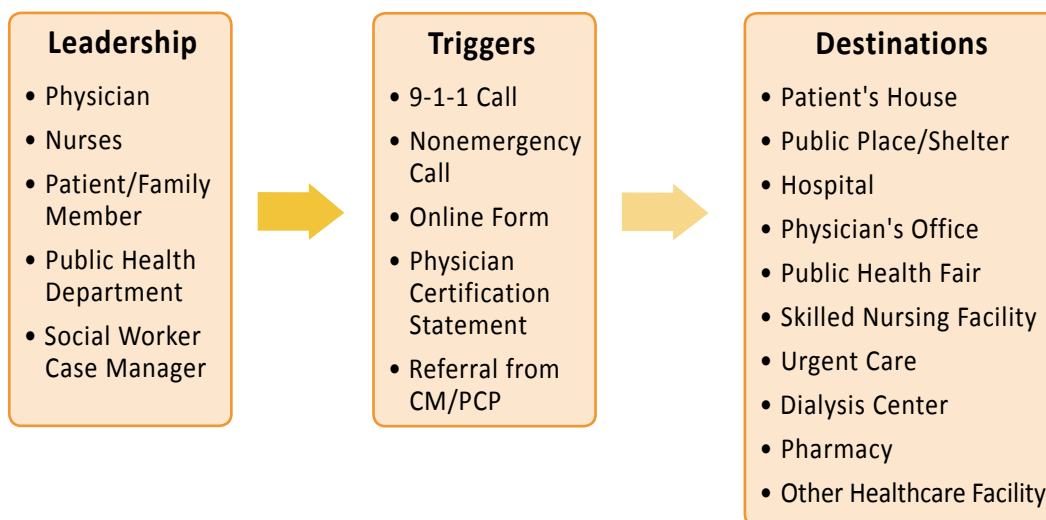 Leadership
• Physician
• Nurses
• Patient/Family
Member
• Public Health
Department
• Social Worker
Case Manager
Triggers
• 9-1-1 Call
• Nonemergency
Call
• Online Form
• Physician
Certification
Statement
• Referral from
CM/PCP
Destinations
• Patient's House
• Public Place/Shelter
• Hospital
• Physician's Office
• Public Health Fair
• Skilled Nursing Facility
• Urgent Care
• Dialysis Center
• Pharmacy
• Other Healthcare Facility